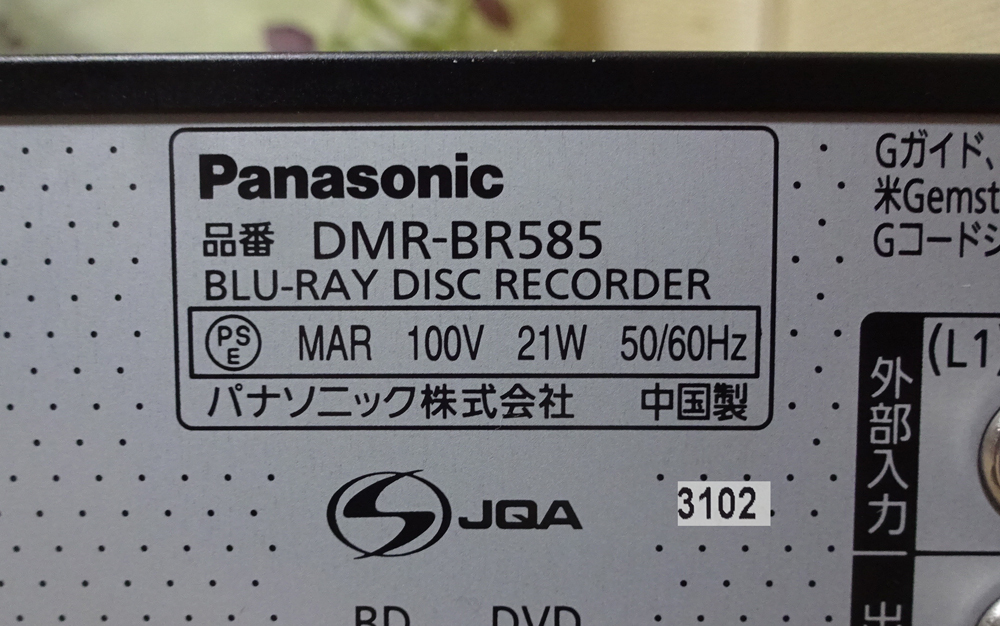 Panasonic
品番 DMR-BR585
BLU-RAY DISC RECORDER
PSE MAR 100V 21W 50/60Hz
パナソニック株式会社 中国製
JQA
3102
BD DVD
Gガイド、
米Gemst
Gコードシ
(L1)
外部入力
出